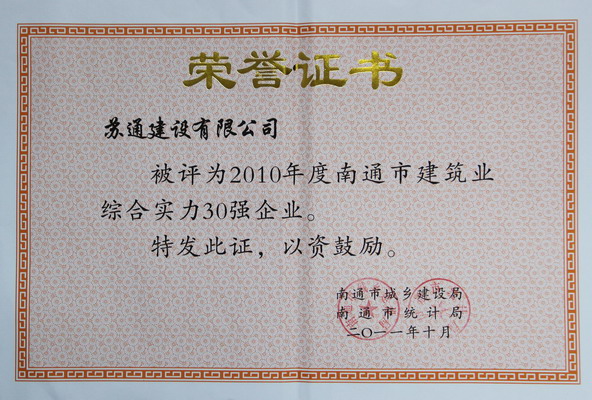 荣誉证书
苏通建设有限公司
被评为2010年度南通市建筑业
综合实力30强企业。
特发此证，以资鼓励。
南通市城乡建设局
南通市统计局
二〇一一年十月